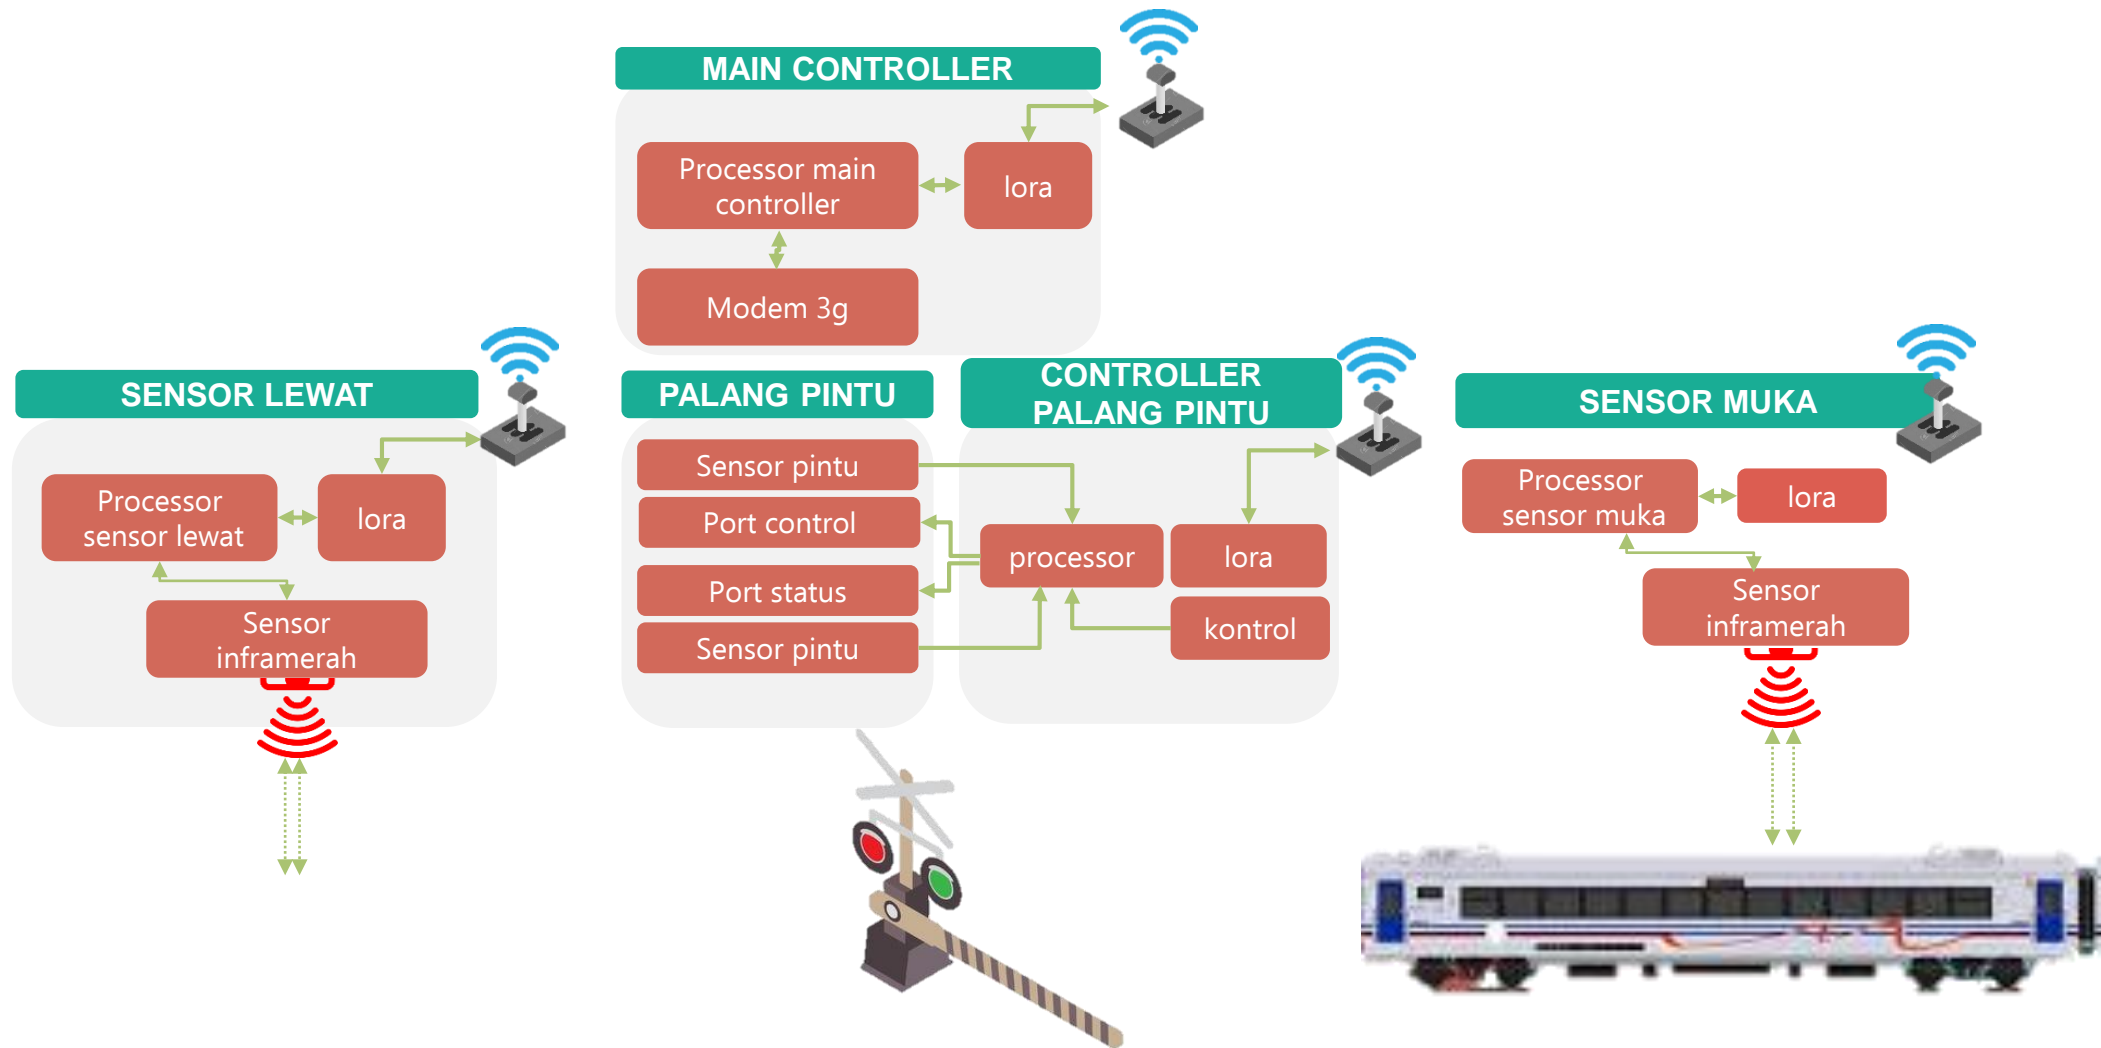 MAIN CONTROLLER
Processor main
controller
lora
Modem 3g
SENSOR LEWAT
Processor
sensor lewat
lora
Sensor
inframerah
PALANG PINTU
Sensor pintu
Port control
Port status
Sensor pintu
CONTROLLER
PALANG PINTU
processor
lora
kontrol
SENSOR MUKA
Processor
sensor muka
lora
Sensor
inframerah